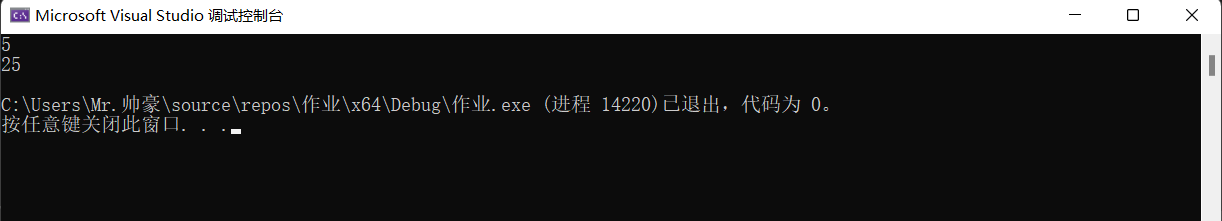 Microsoft Visual Studio 调试控制台
5
25
C:\Users\Mr.帅豪\source\repos\作业\x64\Debug\作业.exe (进程 14220)已退出，代码为 0。
按任意键关闭此窗口. . .